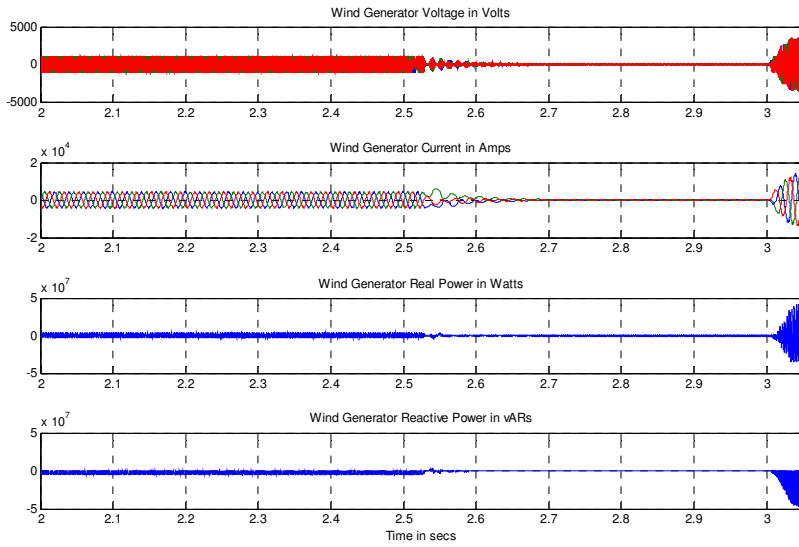 Wind Generator Voltage in Volts
5000
0
-5000
2 2.1 2.2 2.3 2.4 2.5 2.6 2.7 2.8 2.9 3
Wind Generator Current in Amps
x 10^4
2
0
-2
2 2.1 2.2 2.3 2.4 2.5 2.6 2.7 2.8 2.9 3
Wind Generator Real Power in Watts
x 10^7
5
0
-5
2 2.1 2.2 2.3 2.4 2.5 2.6 2.7 2.8 2.9 3
Wind Generator Reactive Power in vARs
x 10^7
5
0
-5
2 2.1 2.2 2.3 2.4 2.5 2.6 2.7 2.8 2.9 3
Time in secs